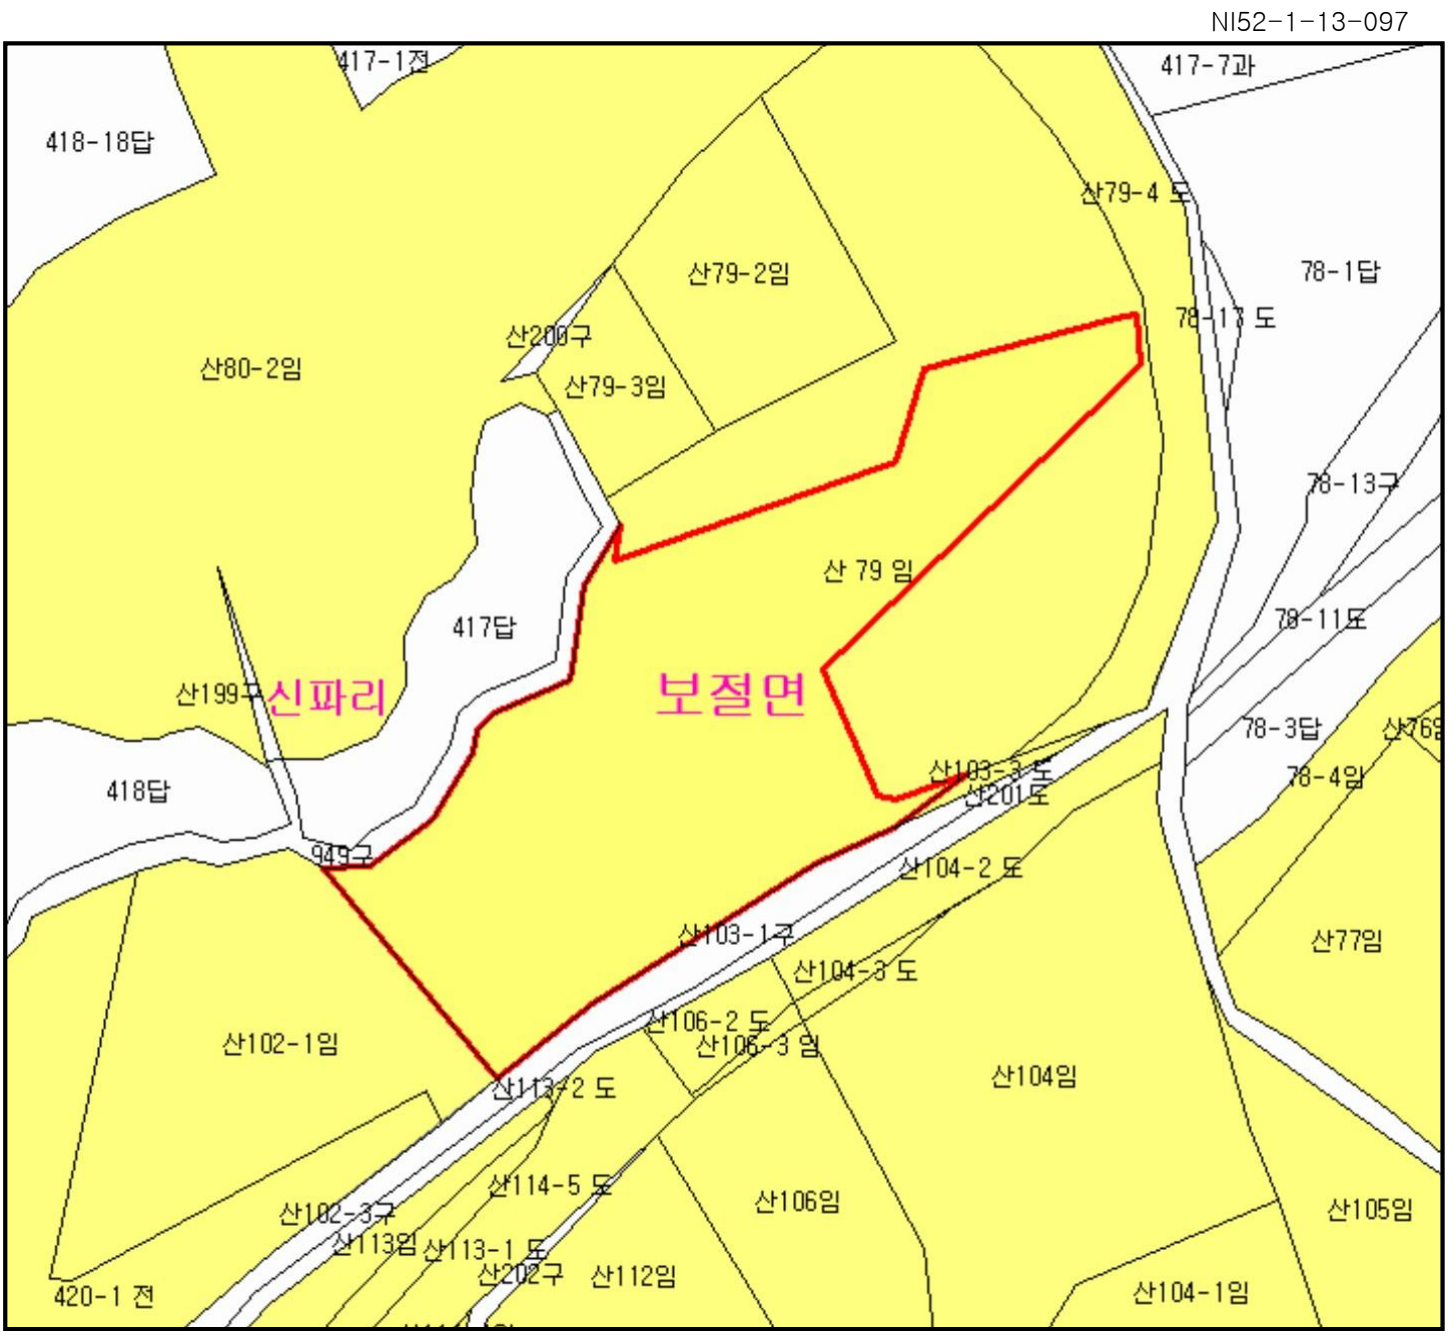 NI52-1-13-097
417-1전
417-7과
418-18답
산79-4 도
산79-2임
78-1답
산200구
78-17 도
산80-2임
산79-3임
78-13구
산 79 임
417답
78-11도
산199구
신파리
보절면
78-3답
산103-3 도
78-4임
418답
산201도
949구
산104-2 도
산103-1구
산77임
산104-3 도
산106-2 도
산102-1임
산106-3 임
산104임
산113-2 도
산114-5 도
산106임
산105임
산102-3구
산113임
산113-1 도
산202구
산112임
420-1 전
산104-1임